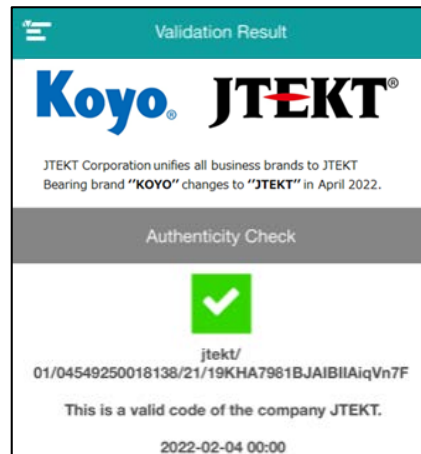 Validation Result
Koyo® JTEKT®
JTEKT Corporation unifies all business brands to JTEKT
Bearing brand ‘‘KOYO’’ changes to ‘‘JTEKT’’ in April 2022.
Authenticity Check
jtekt/
01/04549250018138/21/19KHA7981BJAIBIIAiqVn7F
This is a valid code of the company JTEKT.
2022-02-04 00:00